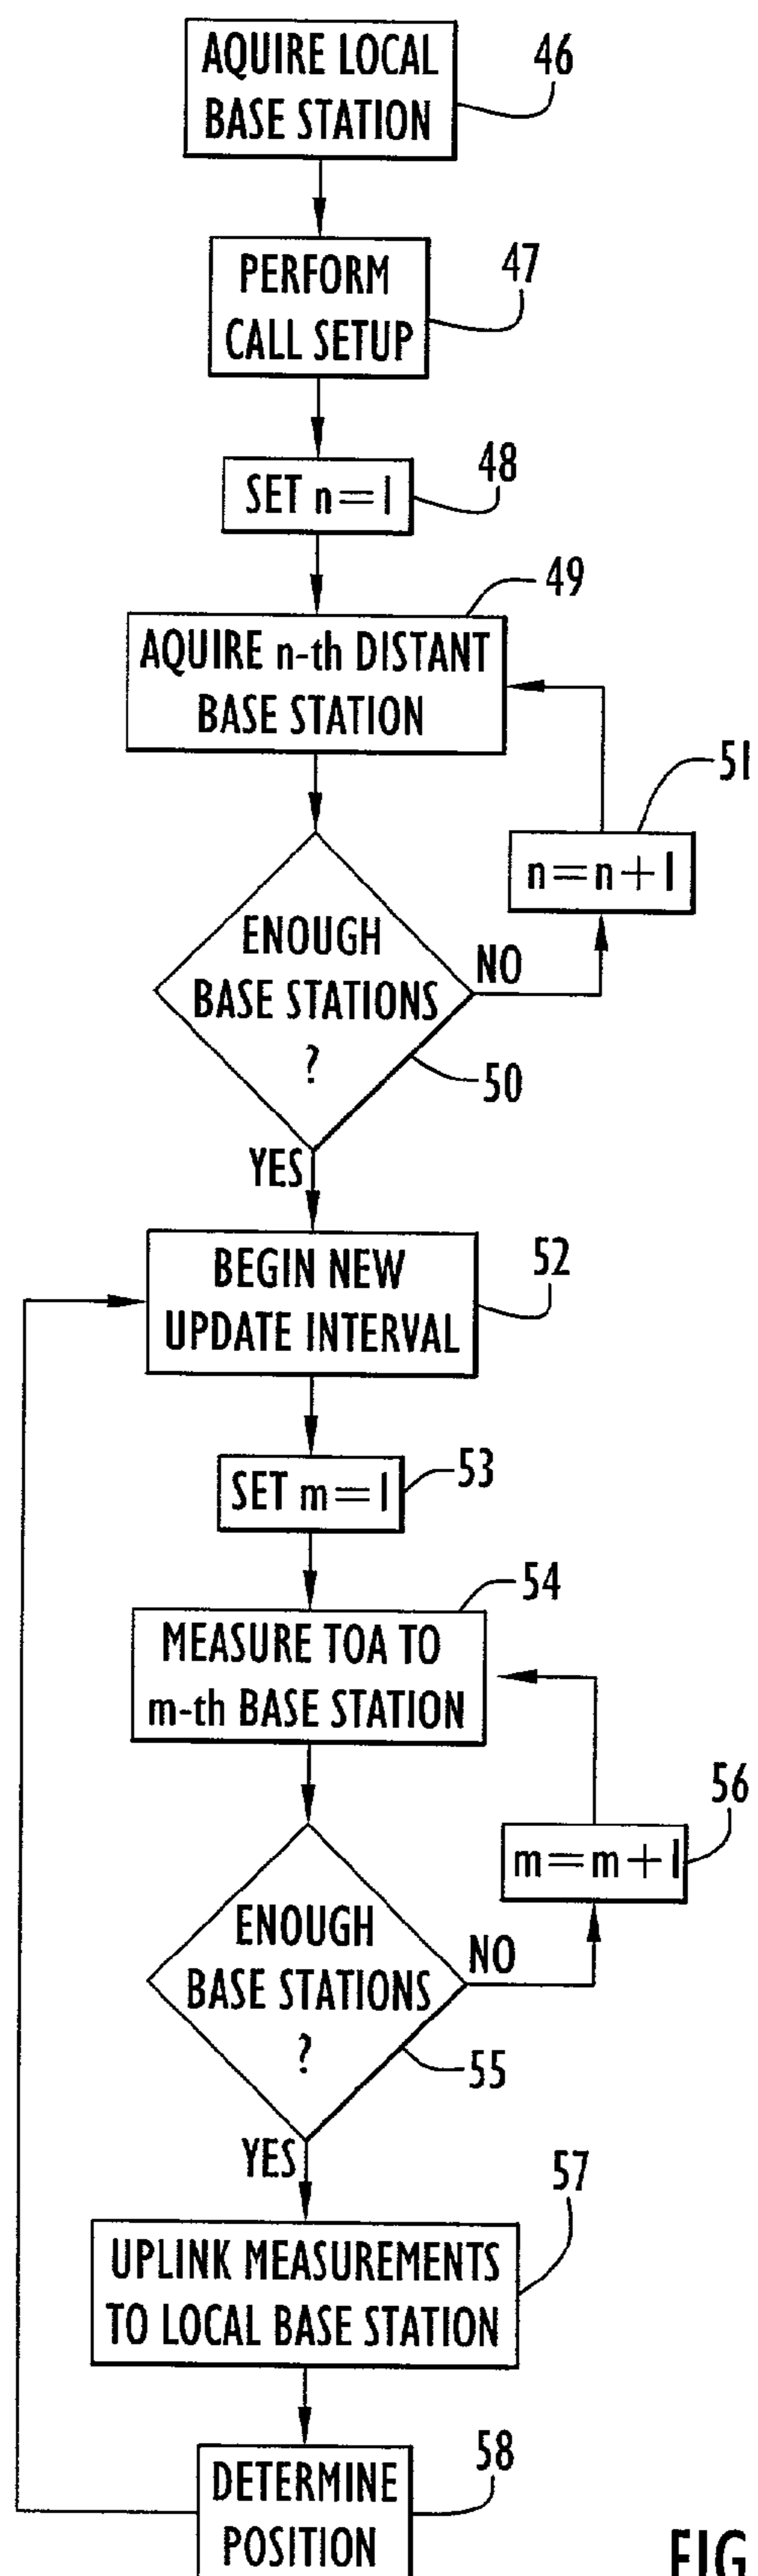 AQUIRE LOCAL
BASE STATION
46
PERFORM
CALL SETUP
47
SET n=1
48
49
AQUIRE n-th DISTANT
BASE STATION
51
n=n+1
ENOUGH
BASE STATIONS
?
NO
50
YES
BEGIN NEW
UPDATE INTERVAL
52
SET m=1
53
54
MEASURE TOA TO
m-th BASE STATION
56
m=m+1
ENOUGH
BASE STATIONS
?
NO
55
YES
57
UPLINK MEASUREMENTS
TO LOCAL BASE STATION
DETERMINE
POSITION
58
FIG